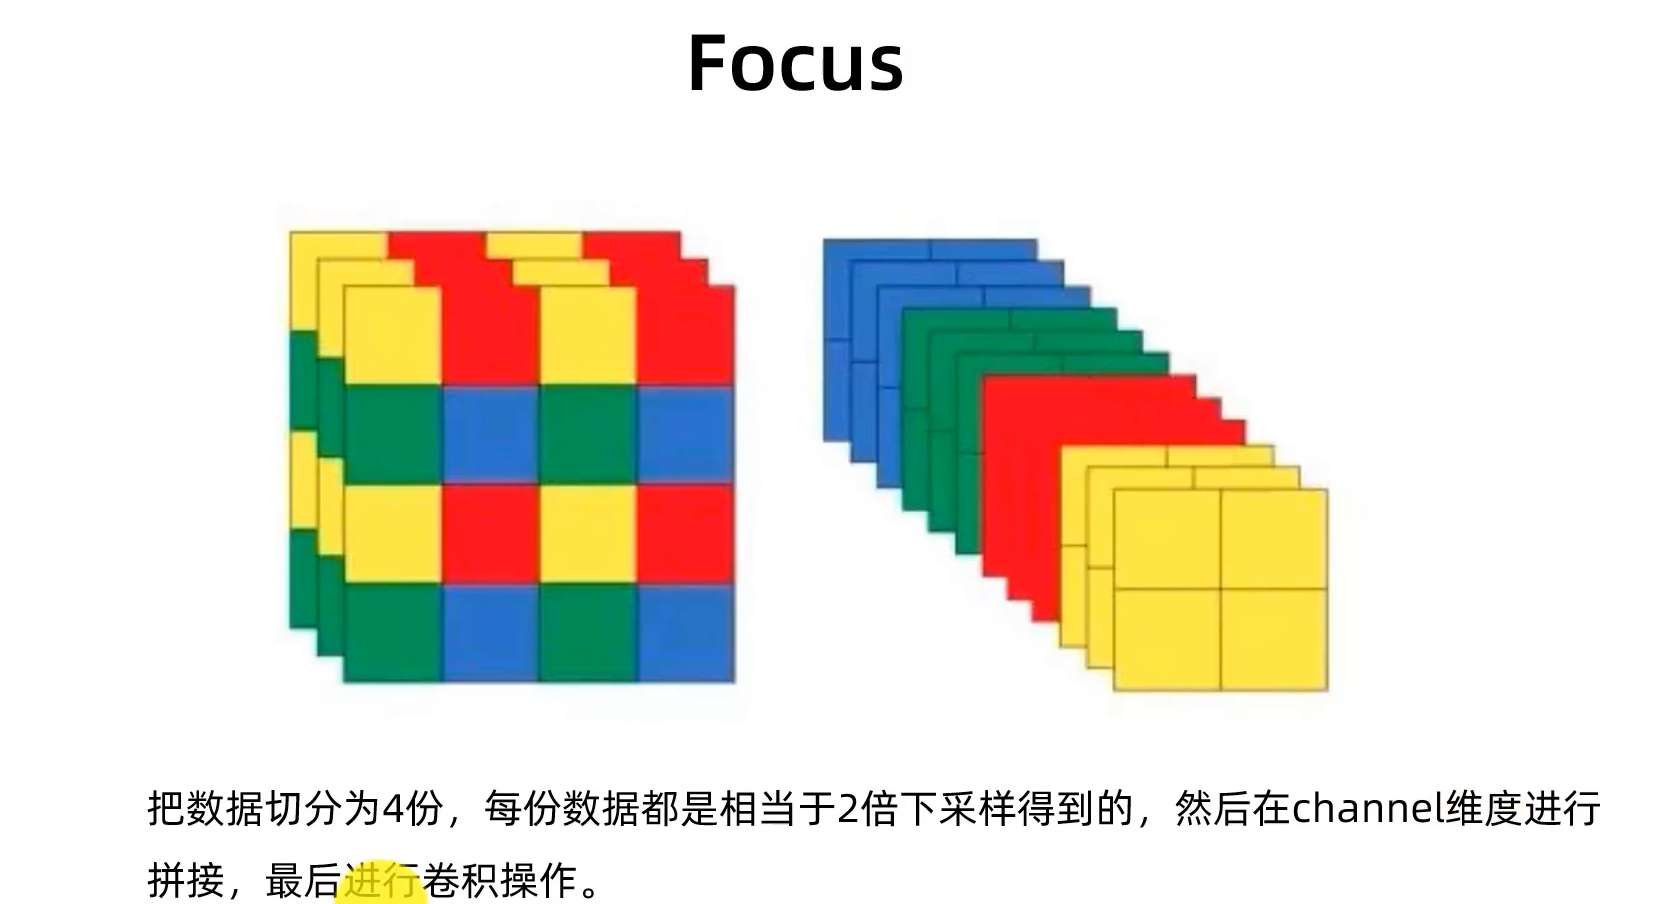 Focus
把数据切分为4份，每份数据都是相当于2倍下采样得到的，然后在channel维度进行
拼接，最后进行卷积操作。